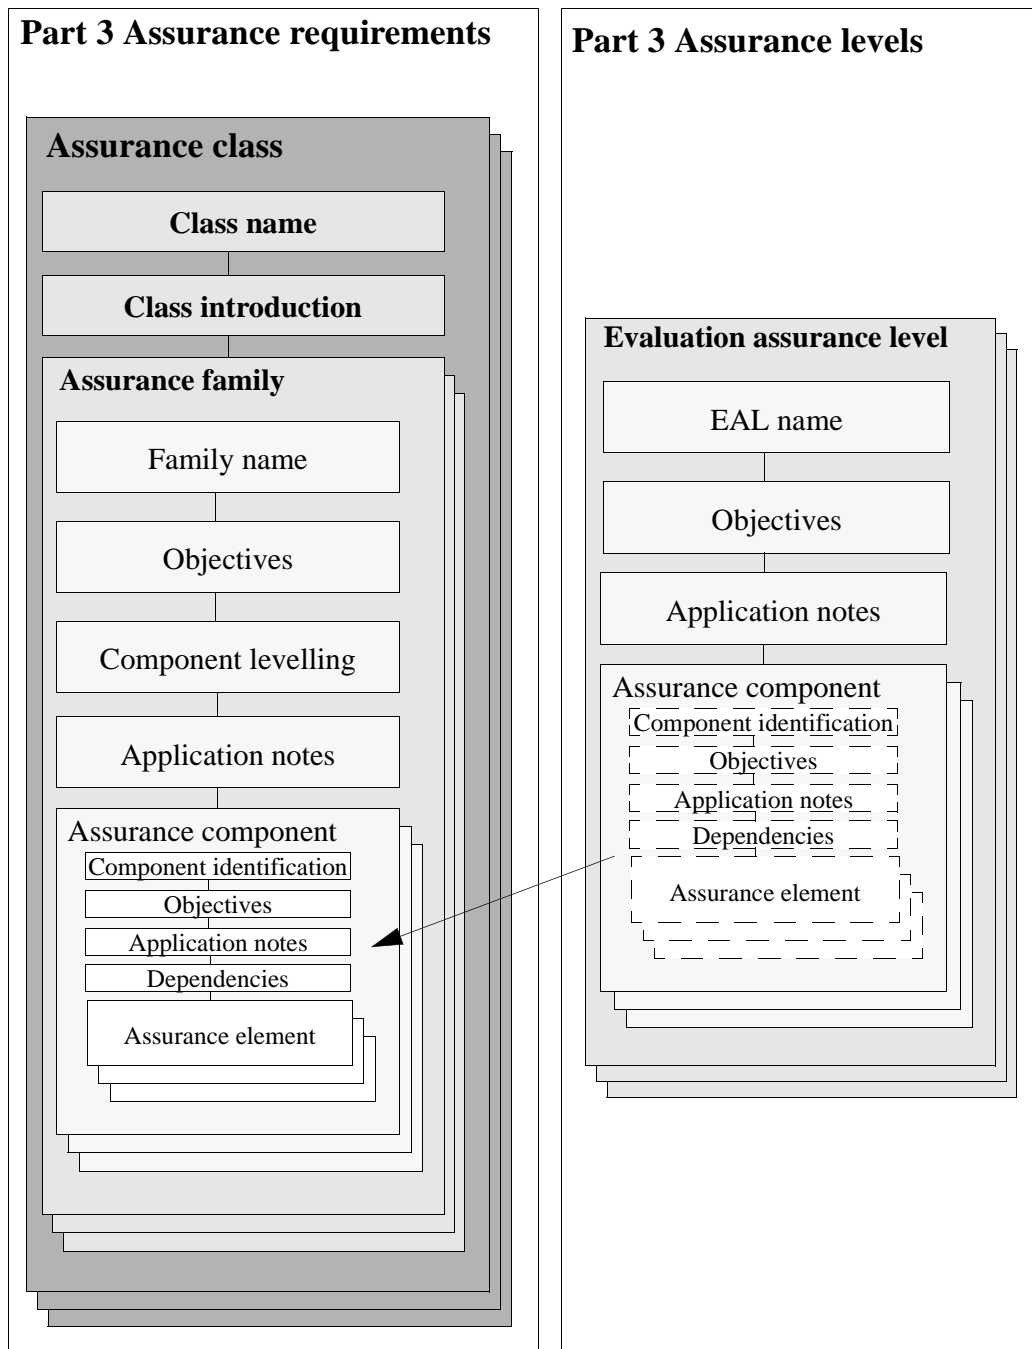 Part 3 Assurance requirements
Assurance class
Class name
Class introduction
Assurance family
Family name
Objectives
Component levelling
Application notes
Assurance component
Component identification
Objectives
Application notes
Dependencies
Assurance element
Part 3 Assurance levels
Evaluation assurance level
EAL name
Objectives
Application notes
Assurance component
Component identification
Objectives
Application notes
Dependencies
Assurance element